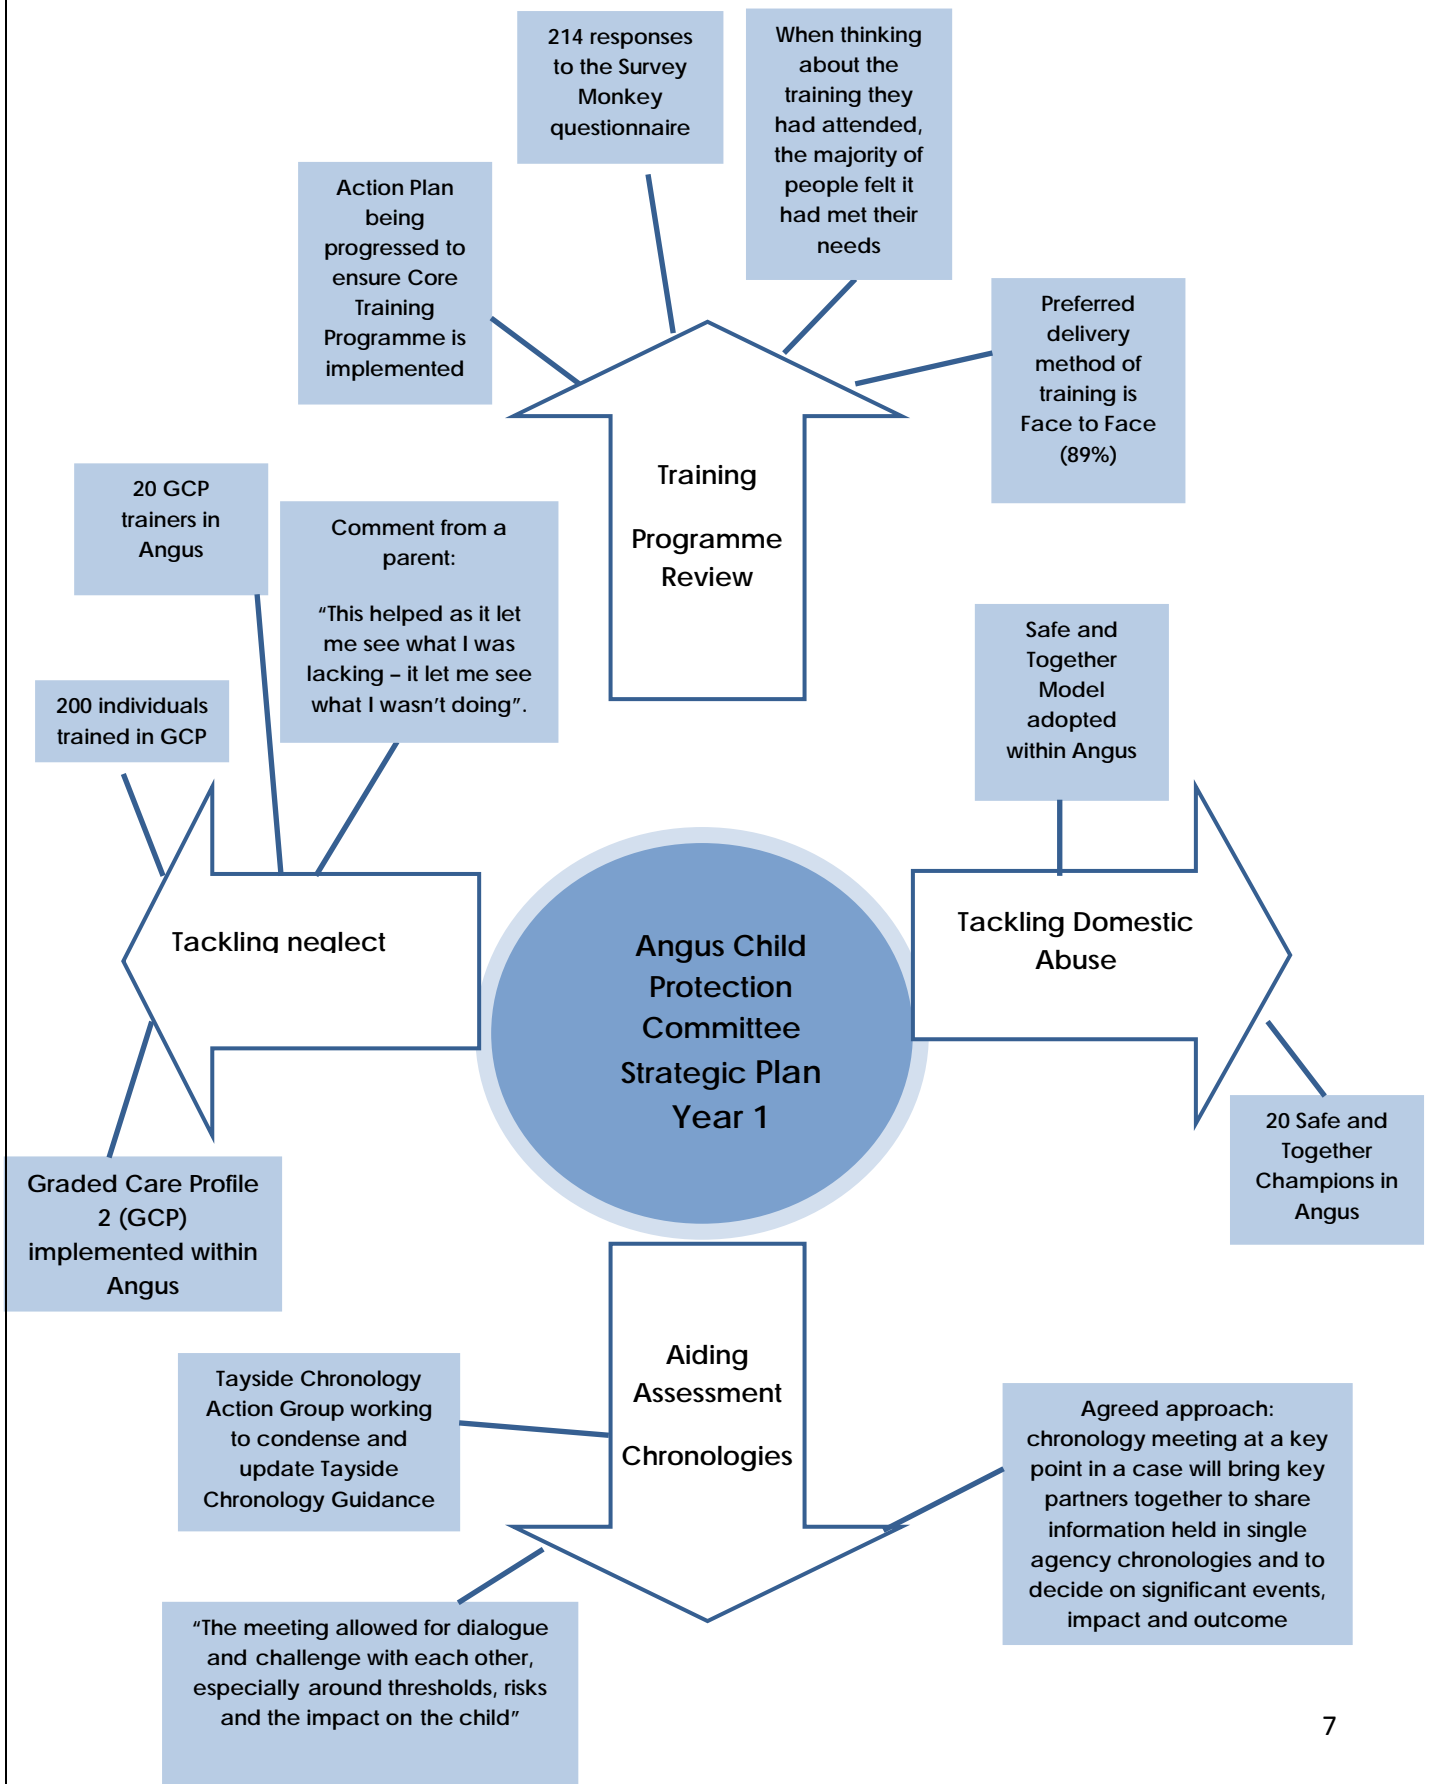 214 responses
to the Survey
Monkey
questionnaire
When thinking
about the
training they
had attended,
the majority of
people felt it
had met their
needs
Action Plan
being
progressed to
ensure Core
Training
Programme is
implemented
Preferred
delivery
method of
training is
Face to Face
(89%)
Training
Programme
Review
20 GCP
trainers in
Angus
Comment from a
parent:
“This helped as it let
me see what I was
lacking – it let me see
what I wasn’t doing”.
200 individuals
trained in GCP
Safe and
Together
Model
adopted
within Angus
Tackling neglect
Angus Child
Protection
Committee
Strategic Plan
Year 1
Tackling Domestic
Abuse
20 Safe and
Together
Champions in
Angus
Graded Care Profile
2 (GCP)
implemented within
Angus
Aiding
Assessment
Chronologies
Tayside Chronology
Action Group working
to condense and
update Tayside
Chronology Guidance
Agreed approach:
chronology meeting at a key
point in a case will bring key
partners together to share
information held in single
agency chronologies and to
decide on significant events,
impact and outcome
“The meeting allowed for dialogue
and challenge with each other,
especially around thresholds, risks
and the impact on the child”
7